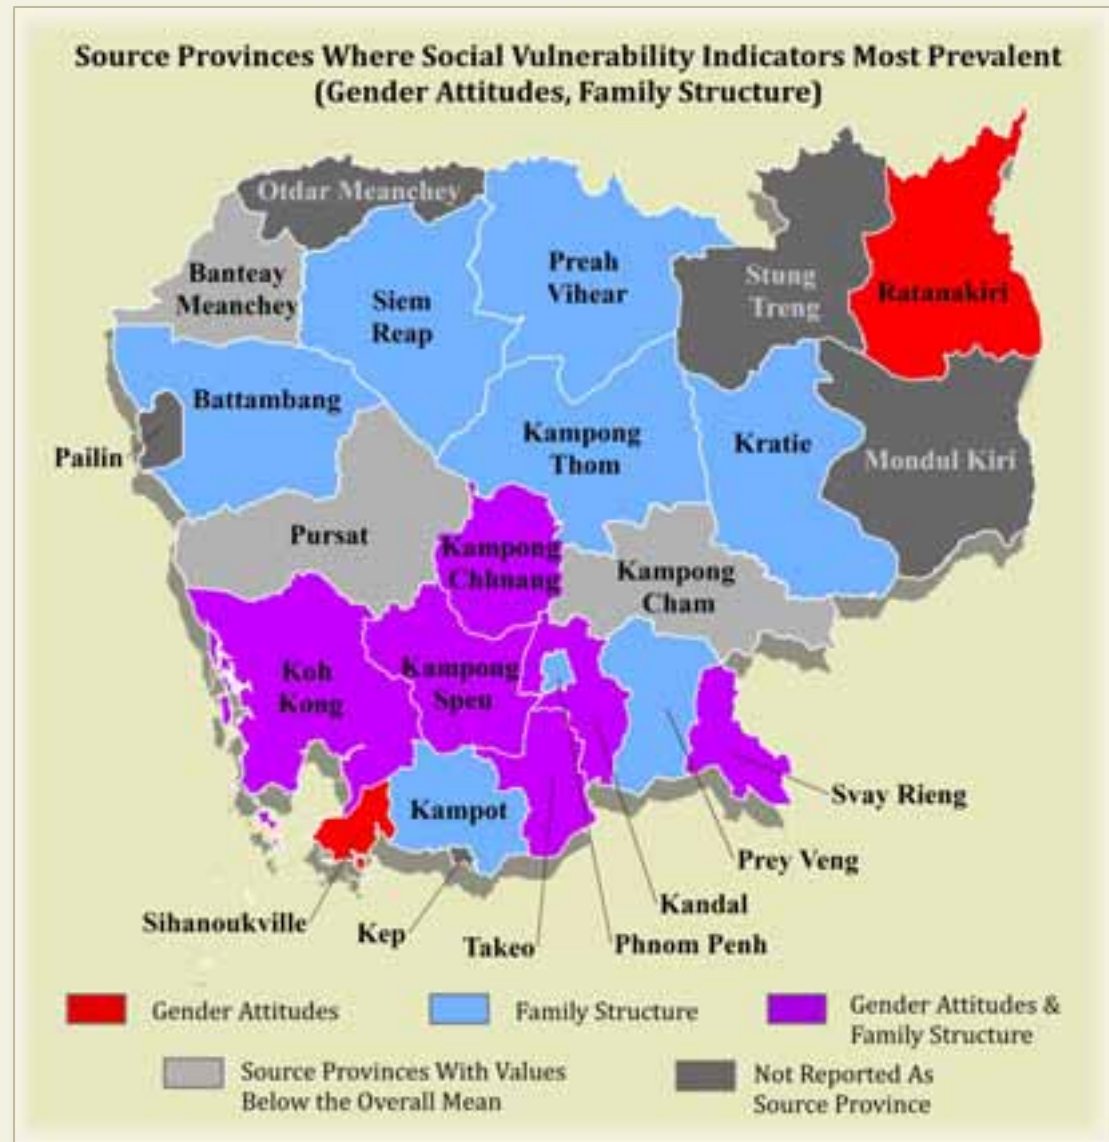 Source Provinces Where Social Vulnerability Indicators Most Prevalent
(Gender Attitudes, Family Structure)
Otdar Meanchey
Banteay
Meanchey
Siem
Reap
Preah
Vihear
Stung
Treng
Ratanakiri
Battambang
Pailin
Kampong
Thom
Kratie
Mondul Kiri
Pursat
Kampong
Chhnang
Kampong
Cham
Koh
Kong
Kampong
Speu
Kampot
Svay Rieng
Prey Veng
Kandal
Phnom Penh
Takeo
Kep
Sihanoukville
Gender Attitudes
Family Structure
Gender Attitudes &
Family Structure
Source Provinces With Values
Below the Overall Mean
Not Reported As
Source Province